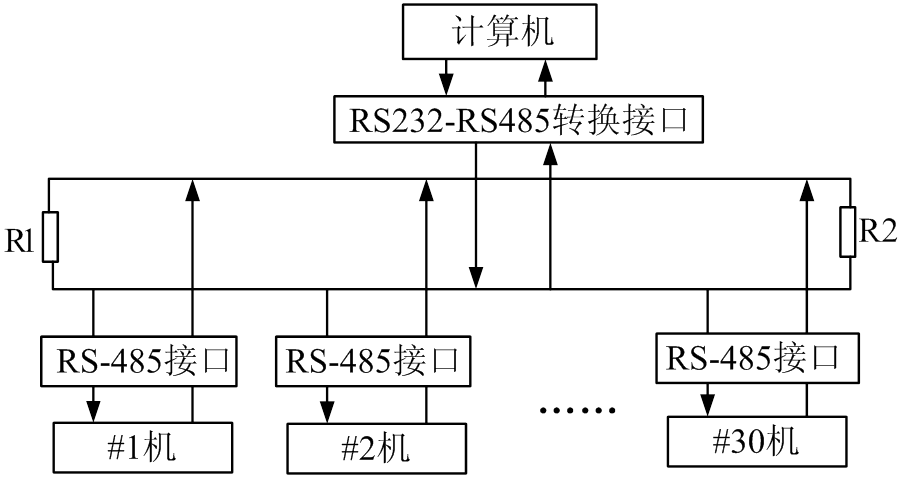 计算机
RS232-RS485转换接口
R1
R2
RS-485接口
RS-485接口
RS-485接口
……
#1机
#2机
#30机